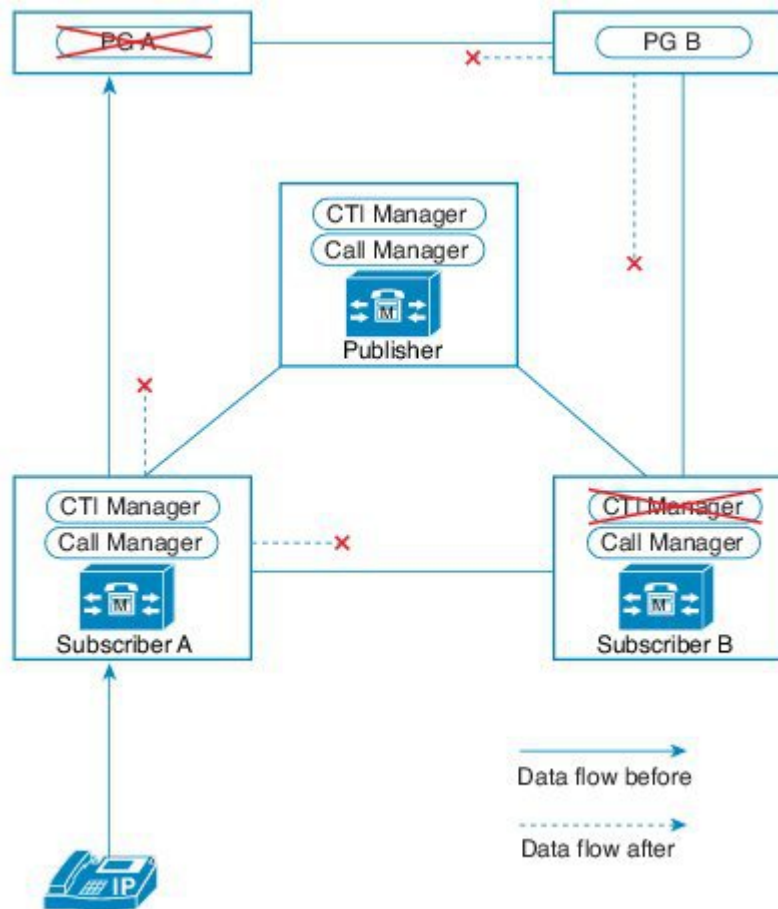 PG A
PG B
CTI Manager
Call Manager
M
Publisher
CTI Manager
Call Manager
M
Subscriber A
CTI Manager
Call Manager
M
Subscriber B
Data flow before
Data flow after
IP